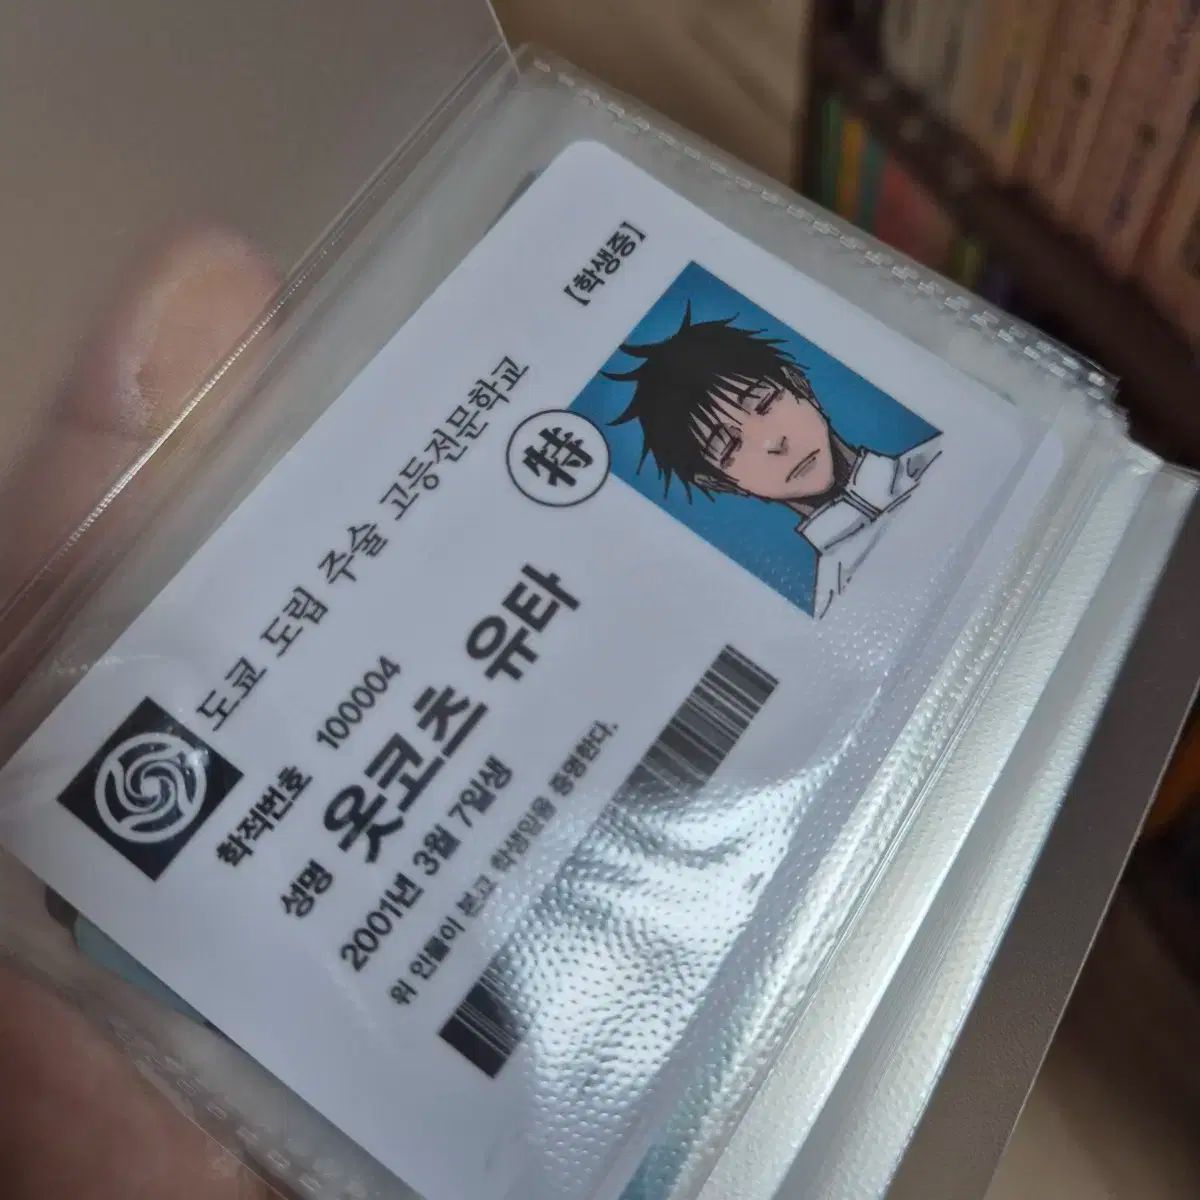 도쿄 도립 주술 고등전문학교
[학생증]
特
학적번호 100004
성명 옷코츠 유타
2001년 3월 7일생
위 인물이 본교 학생임을 증명한다.